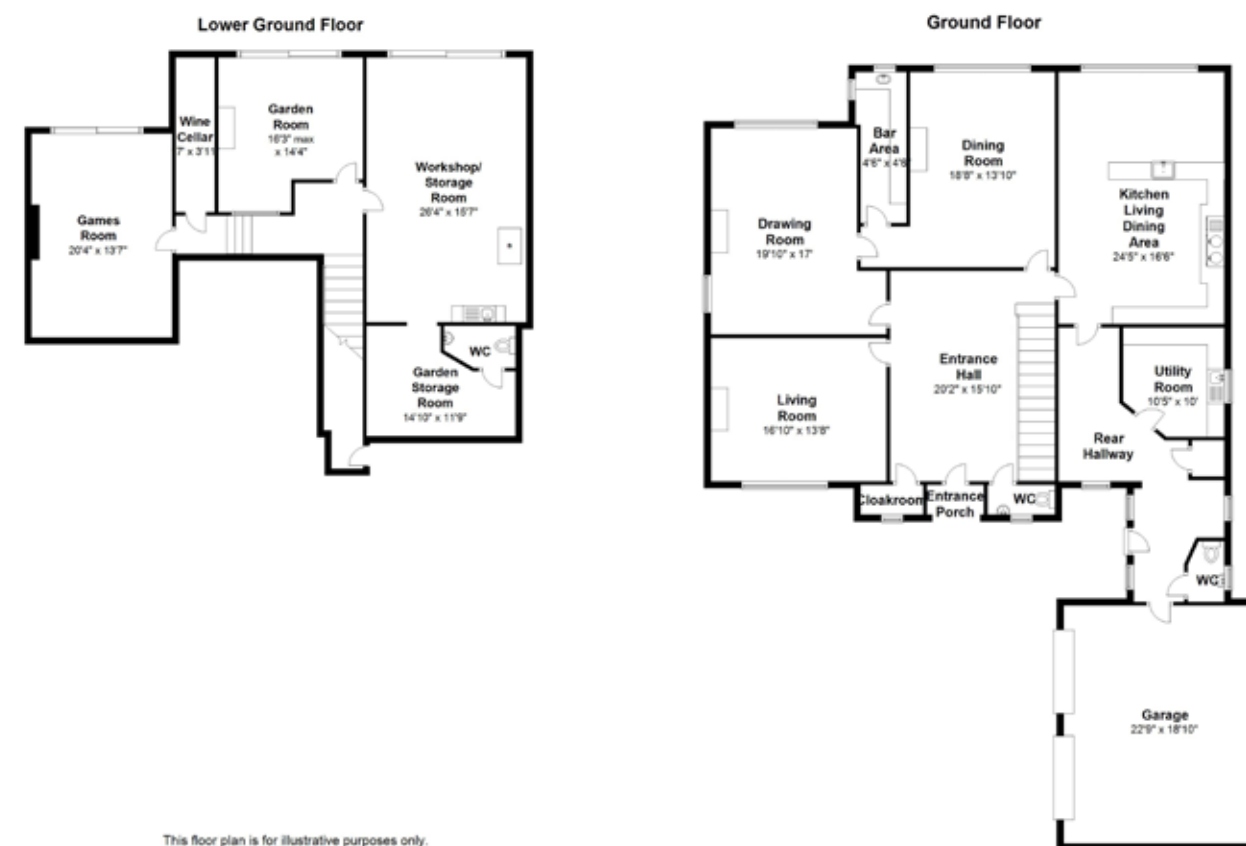 Lower Ground Floor
Wine
Cellar
7' x 3'11
Garden
Room
16'3" max
x 14'4"
Workshop/
Storage
Room
26'4" x 15'7"
Games
Room
20'4" x 13'7"
WC
Garden
Storage
Room
14'10" x 11'9"
Ground Floor
Bar
Area
4'6" x 4'6
Dining
Room
18'8" x 13'10"
Kitchen
Living
Dining
Area
24'5" x 16'6"
Drawing
Room
19'10" x 17'
Entrance
Hall
20'2" x 15'10"
Living
Room
16'10" x 13'8"
Utility
Room
10'5" x 10'
Rear
Hallway
Cloakroom
Entrance
Porch
WC
WC
Garage
22'9" x 18'10"
This floor plan is for illustrative purposes only.